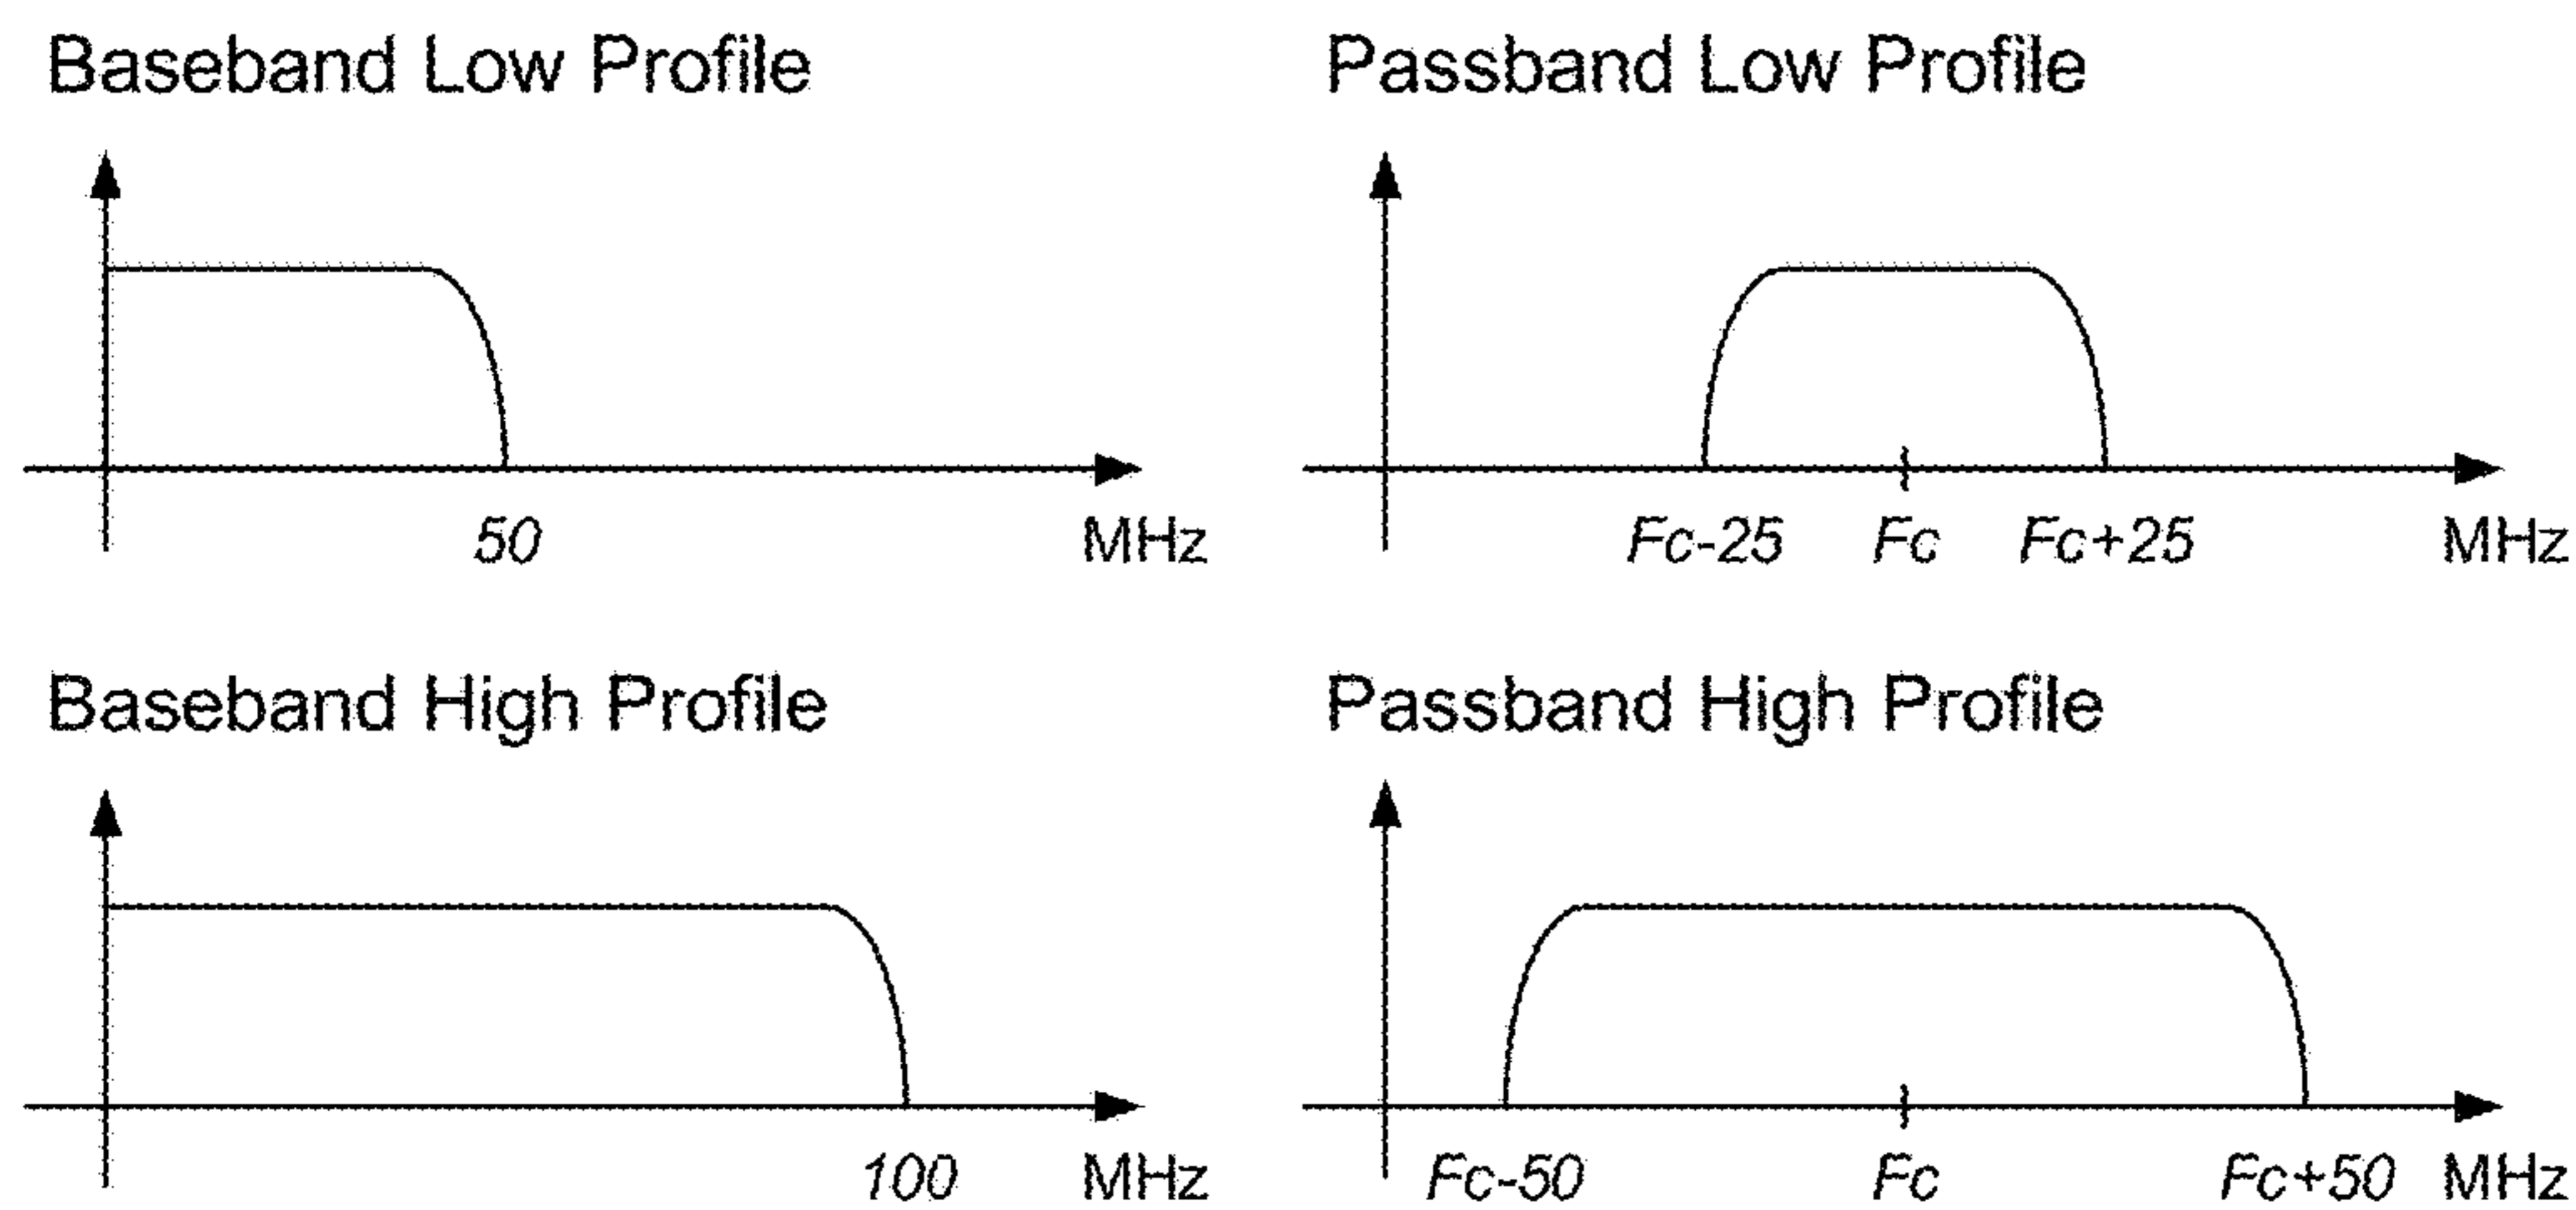 Baseband Low Profile
50 MHz
Passband Low Profile
Fc-25 Fc Fc+25 MHz
Baseband High Profile
100 MHz
Passband High Profile
Fc-50 Fc Fc+50 MHz